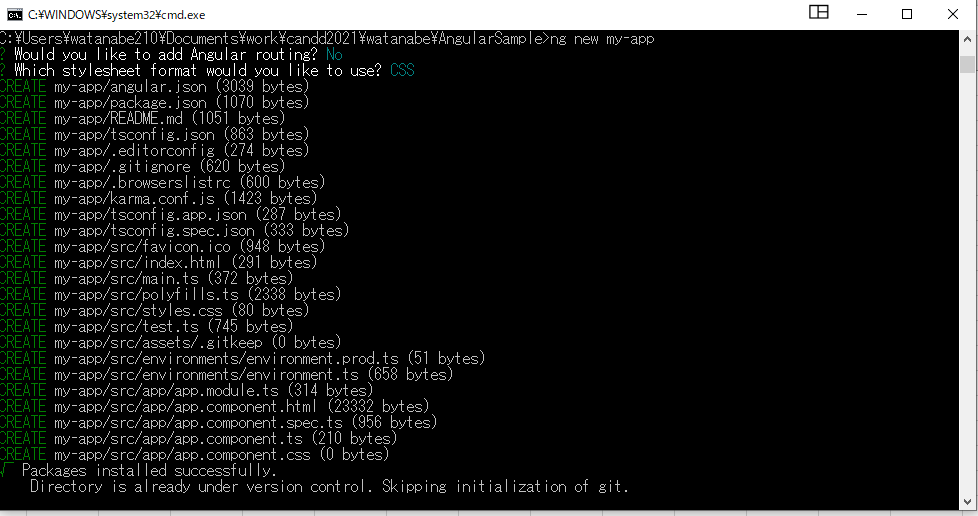 C:¥WINDOWS¥system32¥cmd.exe
C:¥Users¥watanabe210¥Documents¥work¥candd2021¥watanabe¥AngularSample>ng new my-app
? Would you like to add Angular routing? No
? Which stylesheet format would you like to use? CSS
CREATE my-app/angular.json (3039 bytes)
CREATE my-app/package.json (1070 bytes)
CREATE my-app/README.md (1051 bytes)
CREATE my-app/tsconfig.json (863 bytes)
CREATE my-app/.editorconfig (274 bytes)
CREATE my-app/.gitignore (620 bytes)
CREATE my-app/.browserslistrc (600 bytes)
CREATE my-app/karma.conf.js (1423 bytes)
CREATE my-app/tsconfig.app.json (287 bytes)
CREATE my-app/tsconfig.spec.json (333 bytes)
CREATE my-app/src/favicon.ico (948 bytes)
CREATE my-app/src/index.html (291 bytes)
CREATE my-app/src/main.ts (372 bytes)
CREATE my-app/src/polyfills.ts (2338 bytes)
CREATE my-app/src/styles.css (80 bytes)
CREATE my-app/src/test.ts (745 bytes)
CREATE my-app/src/assets/.gitkeep (0 bytes)
CREATE my-app/src/environments/environment.prod.ts (51 bytes)
CREATE my-app/src/environments/environment.ts (658 bytes)
CREATE my-app/src/app/app.module.ts (314 bytes)
CREATE my-app/src/app/app.component.html (23332 bytes)
CREATE my-app/src/app/app.component.spec.ts (956 bytes)
CREATE my-app/src/app/app.component.ts (210 bytes)
CREATE my-app/src/app/app.component.css (0 bytes)
√ Packages installed successfully.
Directory is already under version control. Skipping initialization of git.